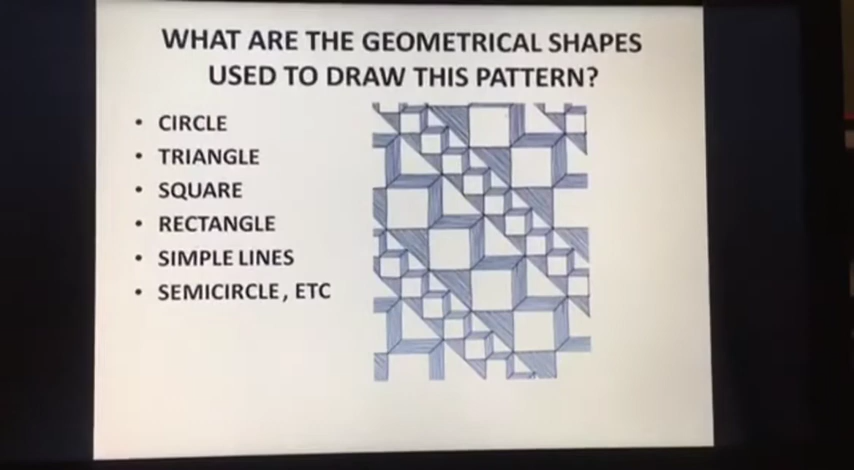 WHAT ARE THE GEOMETRICAL SHAPES
USED TO DRAW THIS PATTERN?
• CIRCLE
• TRIANGLE
• SQUARE
• RECTANGLE
• SIMPLE LINES
• SEMICIRCLE , ETC